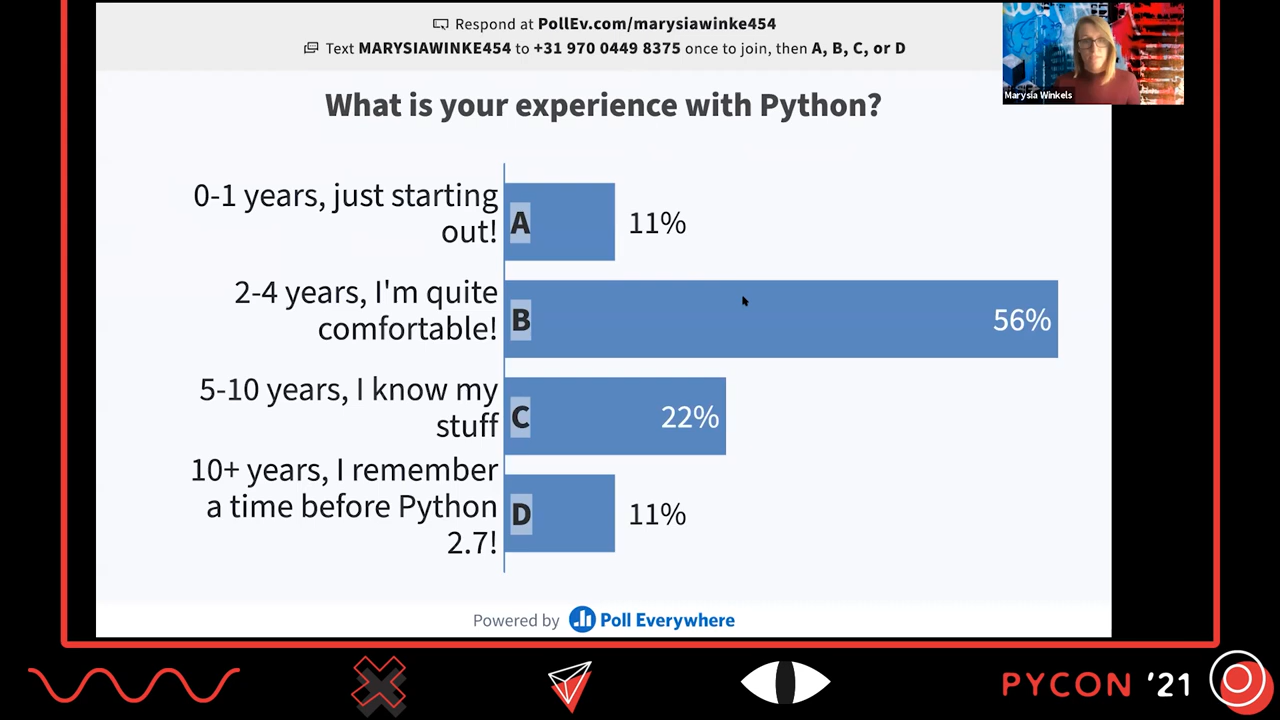 Respond at PollEv.com/marysiawinke454
Text MARYSIAWINKE454 to +31 970 0449 8375 once to join, then A, B, C, or D
Marysia Winkels
What is your experience with Python?
0-1 years, just starting
out!
A
11%
2-4 years, I'm quite
comfortable!
B
56%
5-10 years, I know my
stuff
C
22%
10+ years, I remember
a time before Python
2.7!
D
11%
Powered by Poll Everywhere
PYCON '21